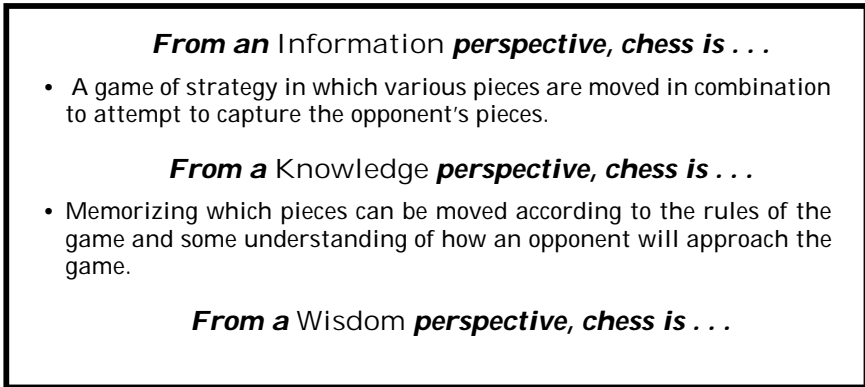 From an Information perspective, chess is . . .
• A game of strategy in which various pieces are moved in combination
to attempt to capture the opponent's pieces.
From a Knowledge perspective, chess is . . .
• Memorizing which pieces can be moved according to the rules of the
game and some understanding of how an opponent will approach the
game.
From a Wisdom perspective, chess is . . .